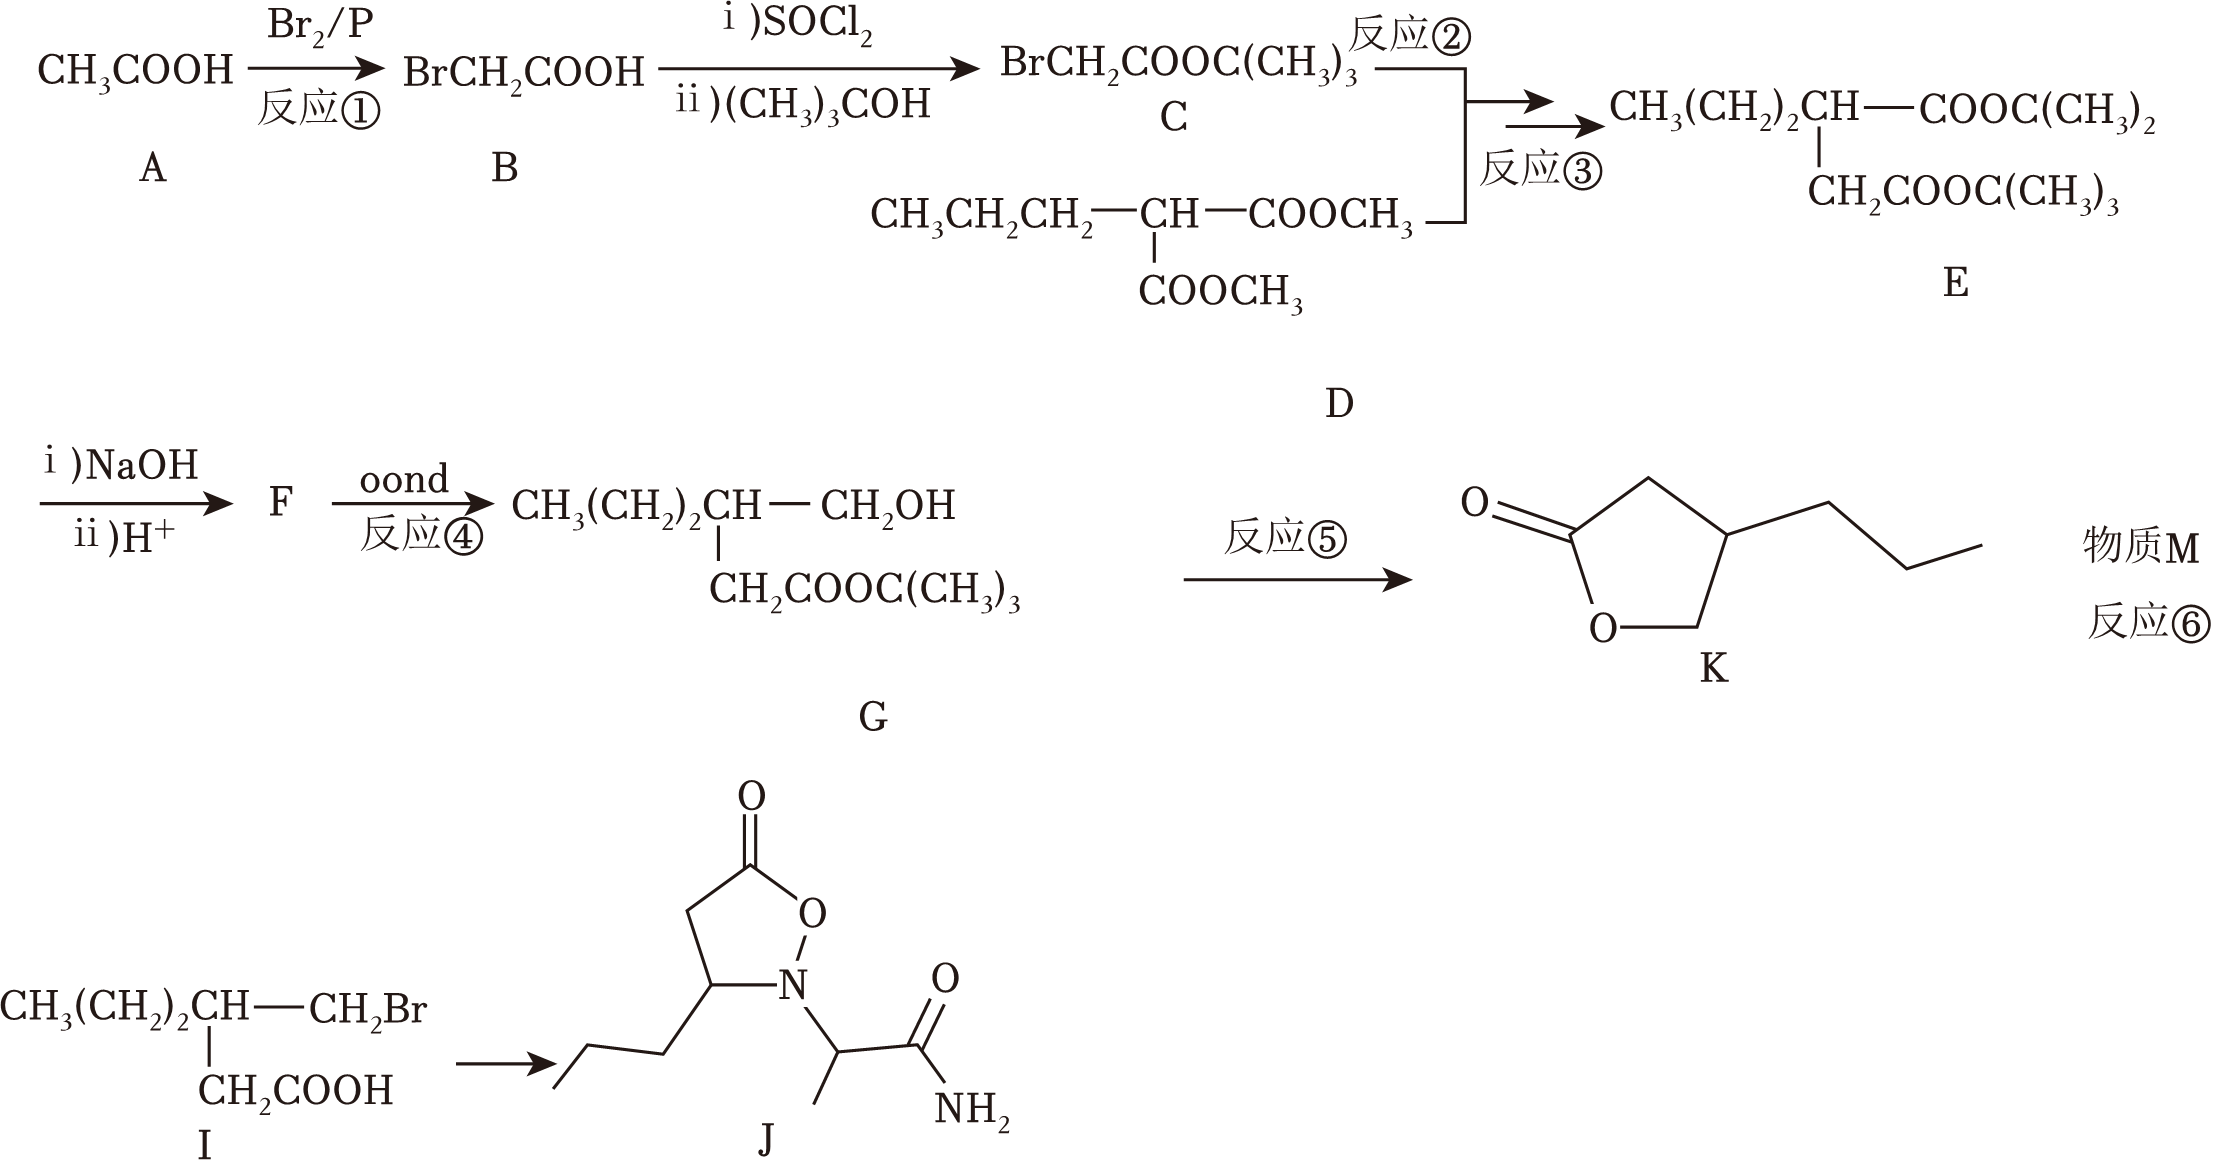 CH₃COOH Br₂/P 反应① BrCH₂COOH ⅰ)SOCl₂ ⅱ)(CH₃)₃COH BrCH₂COOC(CH₃)₃ 反应②
A B C
反应③ CH₃(CH₂)₂CH—COOC(CH₃)₂
CH₂COOC(CH₃)₃
E
CH₃CH₂CH₂—CH—COOCH₃
COOCH₃
D
ⅰ)NaOH ⅱ)H⁺ F oond 反应④ CH₃(CH₂)₂CH—CH₂OH
CH₂COOC(CH₃)₃
G
反应⑤
O
O
K
物质M
反应⑥
CH₃(CH₂)₂CH—CH₂Br
CH₂COOH
I
O
O
N
O
NH₂
J